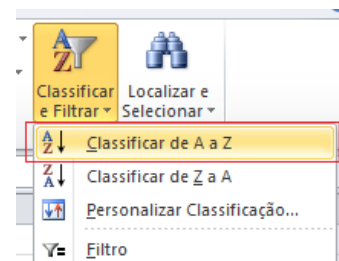 Classificar e Filtrar
Localizar e Selecionar
Classificar de A a Z
Classificar de Z a A
Personalizar Classificação...
Filtro